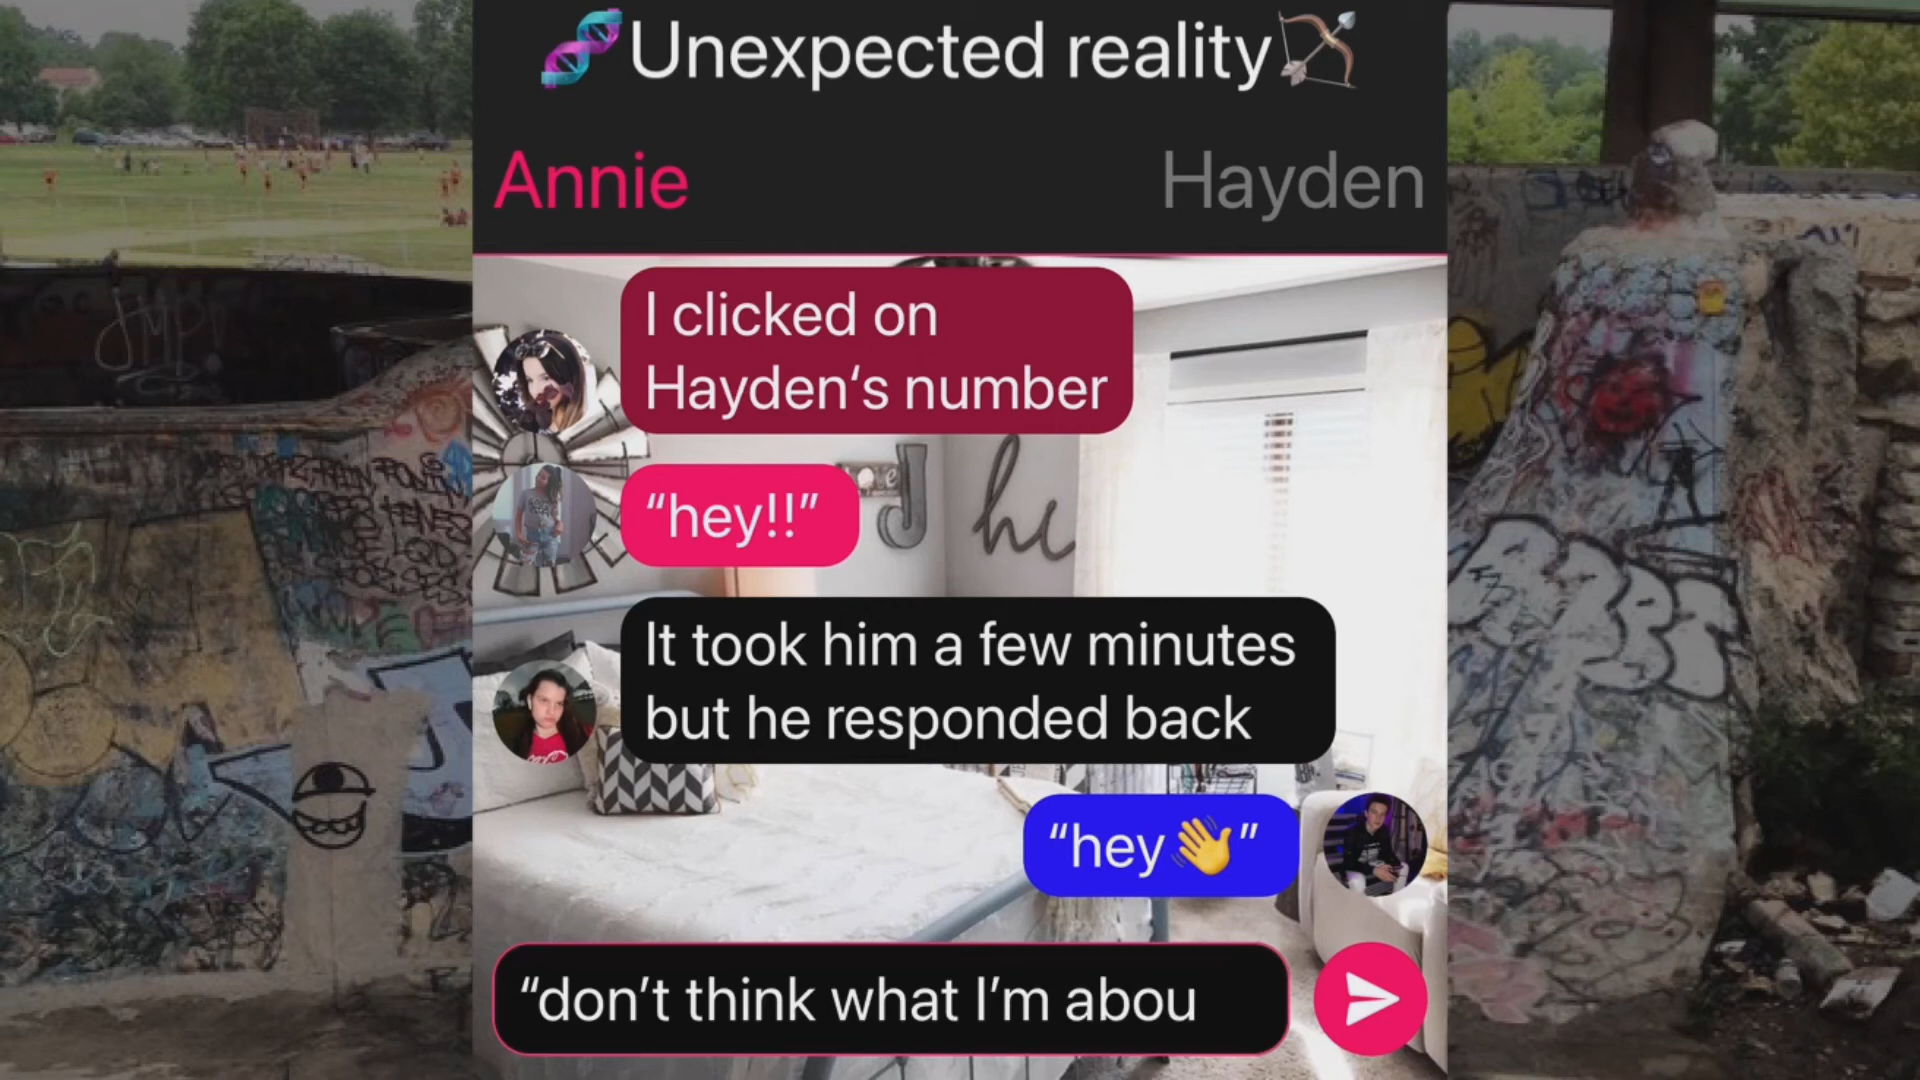 🧬Unexpected reality🏹
Annie
Hayden
I clicked on
Hayden‘s number
“hey!!”
J
hi
It took him a few minutes
but he responded back
“hey👋”
“don’t think what I’m abou